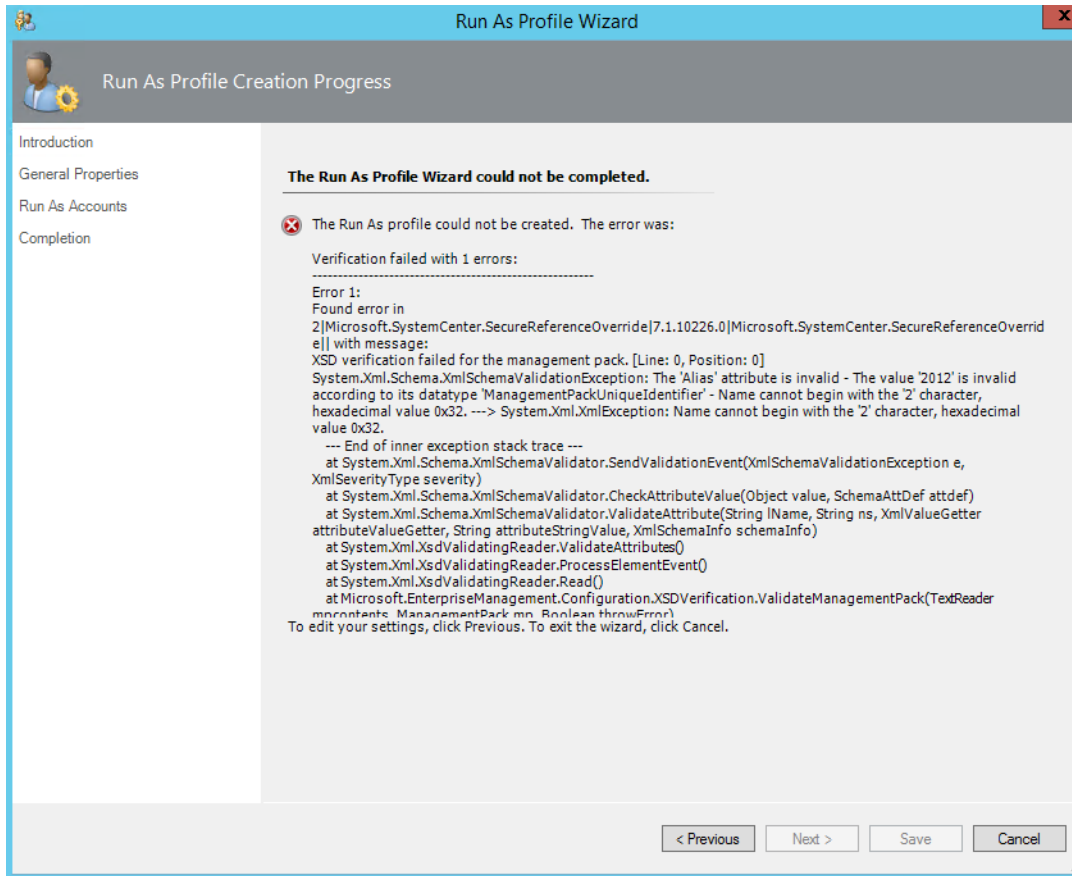 Run As Profile Wizard
x
Run As Profile Creation Progress
Introduction
General Properties
Run As Accounts
Completion
The Run As Profile Wizard could not be completed.
The Run As profile could not be created. The error was:
Verification failed with 1 errors:
-------------------------------------------------------
Error 1:
Found error in
2|Microsoft.SystemCenter.SecureReferenceOverride|7.1.10226.0|Microsoft.SystemCenter.SecureReferenceOverrid
e|| with message:
XSD verification failed for the management pack. [Line: 0, Position: 0]
System.Xml.Schema.XmlSchemaValidationException: The 'Alias' attribute is invalid - The value '2012' is invalid
according to its datatype 'ManagementPackUniqueIdentifier' - Name cannot begin with the '2' character,
hexadecimal value 0x32. ---> System.Xml.XmlException: Name cannot begin with the '2' character, hexadecimal
value 0x32.
--- End of inner exception stack trace ---
at System.Xml.Schema.XmlSchemaValidator.SendValidationEvent(XmlSchemaValidationException e,
XmlSeverityType severity)
at System.Xml.Schema.XmlSchemaValidator.CheckAttributeValue(Object value, SchemaAttDef attdef)
at System.Xml.Schema.XmlSchemaValidator.ValidateAttribute(String lName, String ns, XmlValueGetter
attributeValueGetter, String attributeStringValue, XmlSchemaInfo schemaInfo)
at System.Xml.XsdValidatingReader.ValidateAttributes()
at System.Xml.XsdValidatingReader.ProcessElementEvent()
at System.Xml.XsdValidatingReader.Read()
at Microsoft.EnterpriseManagement.Configuration.XSDVerification.ValidateManagementPack(TextReader
mpcontents, ManagementPack mp, Boolean throwError)
To edit your settings, click Previous. To exit the wizard, click Cancel.
< Previous
Next >
Save
Cancel